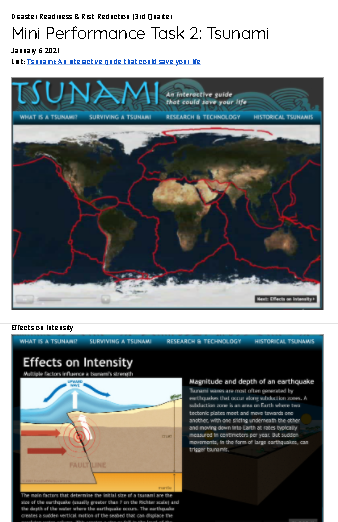 Disaster Readiness & Risk Reduction |3rd Quarter
Mini Performance Task 2: Tsunami
January 6 2021
Link: Tsunami: An interactive guide that could save your life
TSUNAMI
An interactive guide
that could save your life
WHAT IS A TSUNAMI? SURVIVING A TSUNAMI RESEARCH & TECHNOLOGY HISTORICAL TSUNAMIS
Next: Effects on Intensity
Effects on Intensity
WHAT IS A TSUNAMI? SURVIVING A TSUNAMI RESEARCH & TECHNOLOGY HISTORICAL TSUNAMIS
Effects on Intensity
Multiple factors influence a tsunami's strength
UPWARD
WAVE
FAULT LINE
Magnitude and depth of an earthquake
Tsunami waves are most often generated by
earthquakes that occur along subduction zones. A
subduction zone is an area on Earth where two
tectonic plates meet and move towards one
another, with one sliding underneath the other
and moving down into Earth at rates typically
measured in centimeters per year. But sudden
movements, in the form of large earthquakes, can
trigger tsunamis.
The main factors that determine the initial size of a tsunami are the
size of the earthquake (usually greater than 7 on the Richter scale) and
the depth of the water where the earthquake occurs. The earthquake
creates a sudden vertical motion of the seabed that can displace the